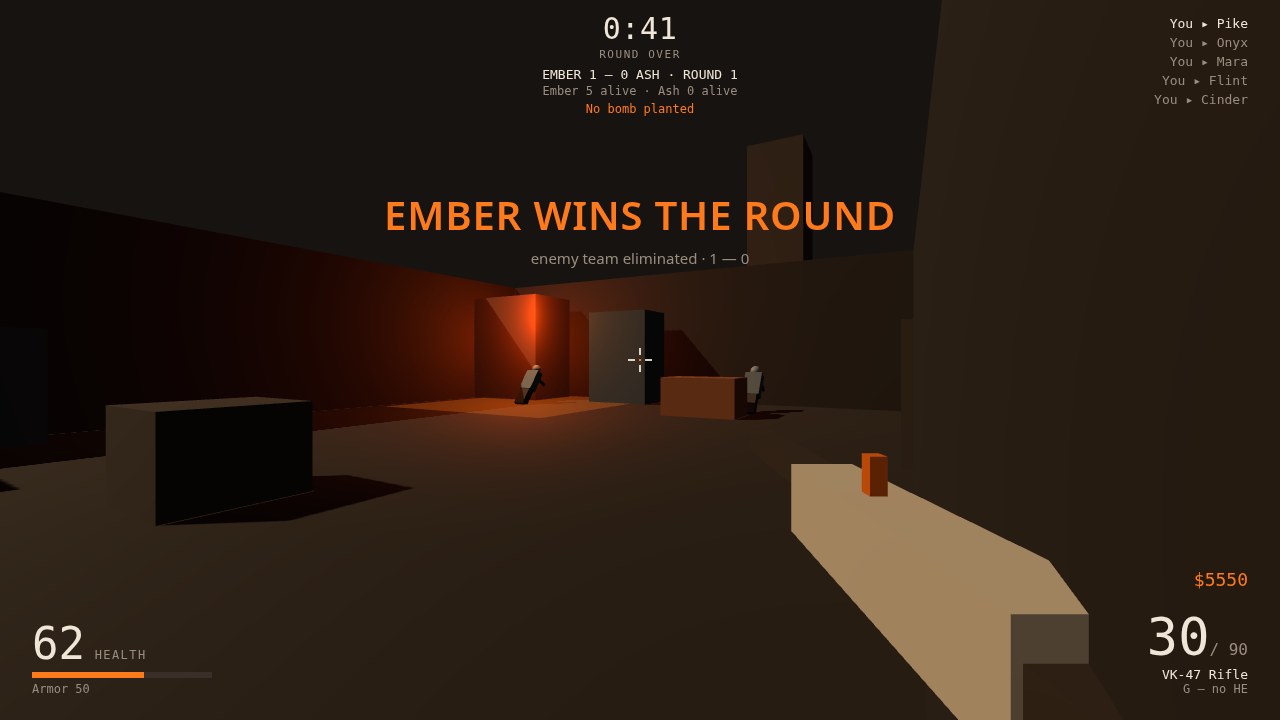 0:41
ROUND OVER
EMBER 1 — 0 ASH · ROUND 1
Ember 5 alive · Ash 0 alive
No bomb planted
You ▸ Pike
You ▸ Onyx
You ▸ Mara
You ▸ Flint
You ▸ Cinder
EMBER WINS THE ROUND
enemy team eliminated · 1 — 0
62 HEALTH
Armor 50
$5550
30 / 90
VK-47 Rifle
G — no HE